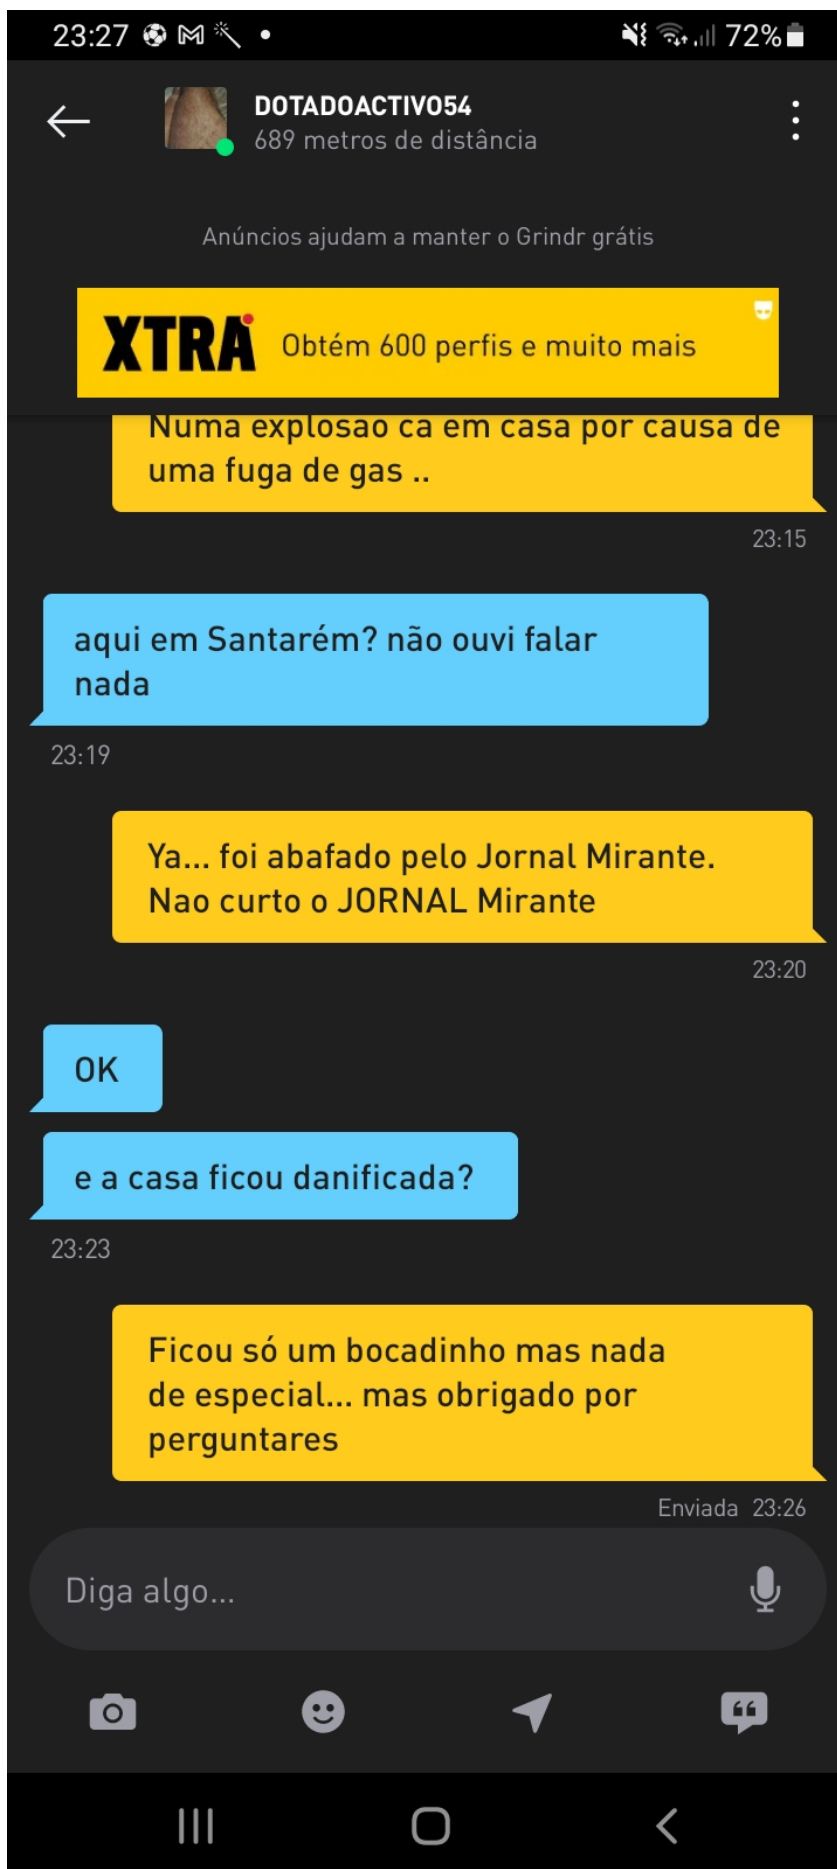 23:27
72%
DOTADOACTIVO54
689 metros de distância
Anúncios ajudam a manter o Grindr grátis
XTRA Obtém 600 perfis e muito mais
Numa explosao ca em casa por causa de
uma fuga de gas ..
23:15
aqui em Santarém? não ouvi falar
nada
23:19
Ya... foi abafado pelo Jornal Mirante.
Nao curto o JORNAL Mirante
23:20
OK
e a casa ficou danificada?
23:23
Ficou só um bocadinho mas nada
de especial... mas obrigado por
perguntares
Enviada 23:26
Diga algo...